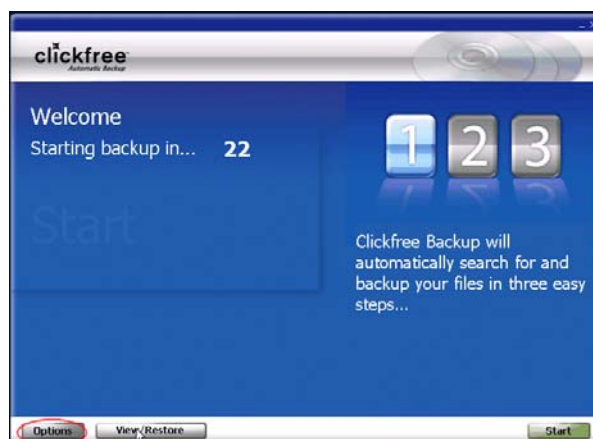 clickfree
Automatic Backup
Welcome
Starting backup in... 22
Start
1 2 3
Clickfree Backup will
automatically search for and
backup your files in three easy
steps...
Options
View/Restore
Start